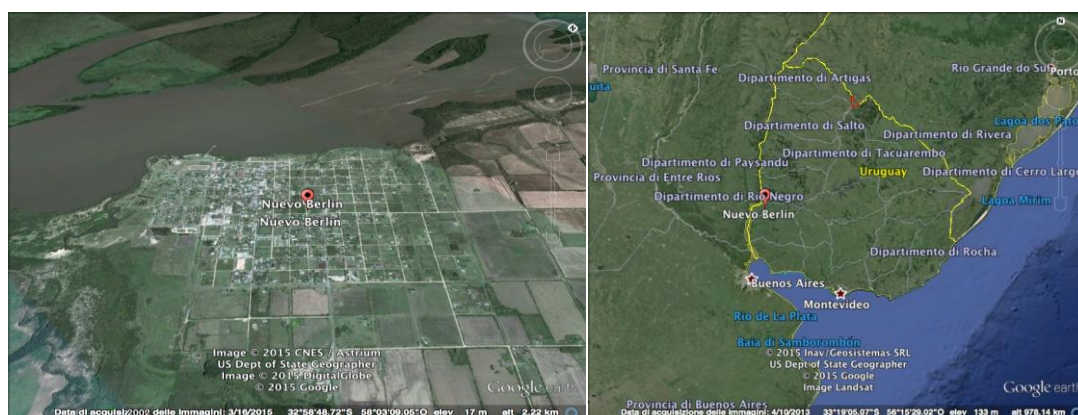 Nuevo Berlin
Nuevo Berlin
Image © 2015 CNES / Astrium
US Dept of State Geographer
Image © 2015 DigitalGlobe
© 2015 Google
Google earth
2002
Data di acquisizione delle immagini: 3/16/2015 32°58'48.72"S 58°03'09.05"O elev 17 m alt 2.22 km
N
Provincia di Santa Fe
Dipartimento di Artigas
Rio Grande do Sul
Porto
Lagoa dos Patos
Dipartimento di Salto
Dipartimento di Rivera
Dipartimento di Tacuarembo
Dipartimento di Paysandu
Uruguay
Dipartimento di Cerro Largo
Provincia di Entre Rios
Dipartimento di Rio Negro
Lagoa Mirim
Nuevo Berlin
Dipartimento di Rocha
Buenos Aires
Montevideo
Rio de La Plata
Baia di Samborombón
© 2015 Inav/Geosistemas SRL
US Dept of State Geographer
© 2015 Google
Image Landsat
Google earth
Provincia di Buenos Aires
Data di acquisizione delle immagini: 4/10/2013 33°19'05.07"S 56°15'29.02"O elev 133 m alt 978.14 km